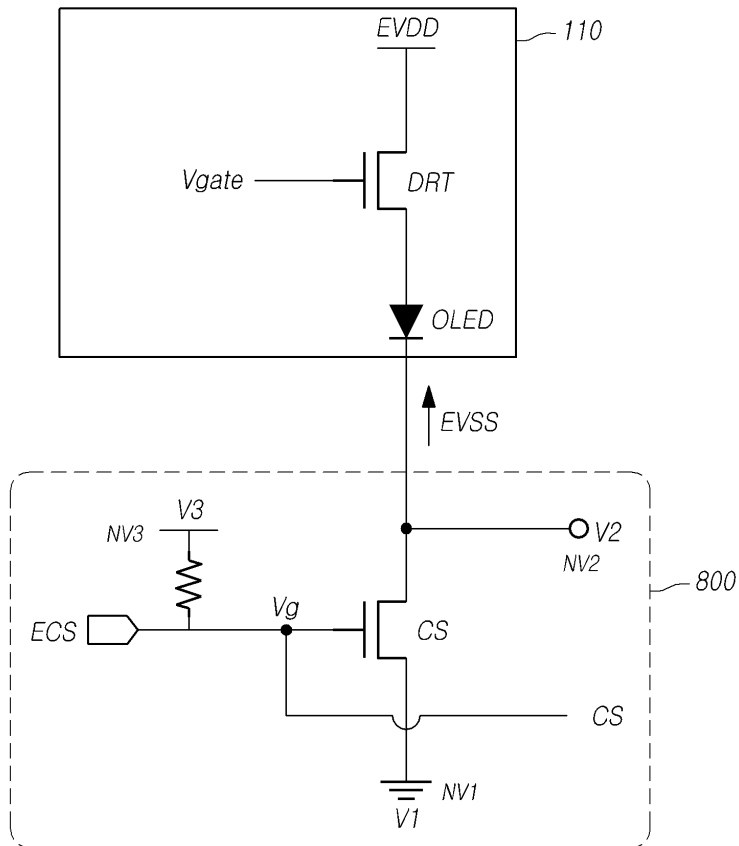 EVDD
110
Vgate
DRT
OLED
EVSS
V3
NV3
V2
NV2
800
Vg
ECS
CS
CS
NV1
V1